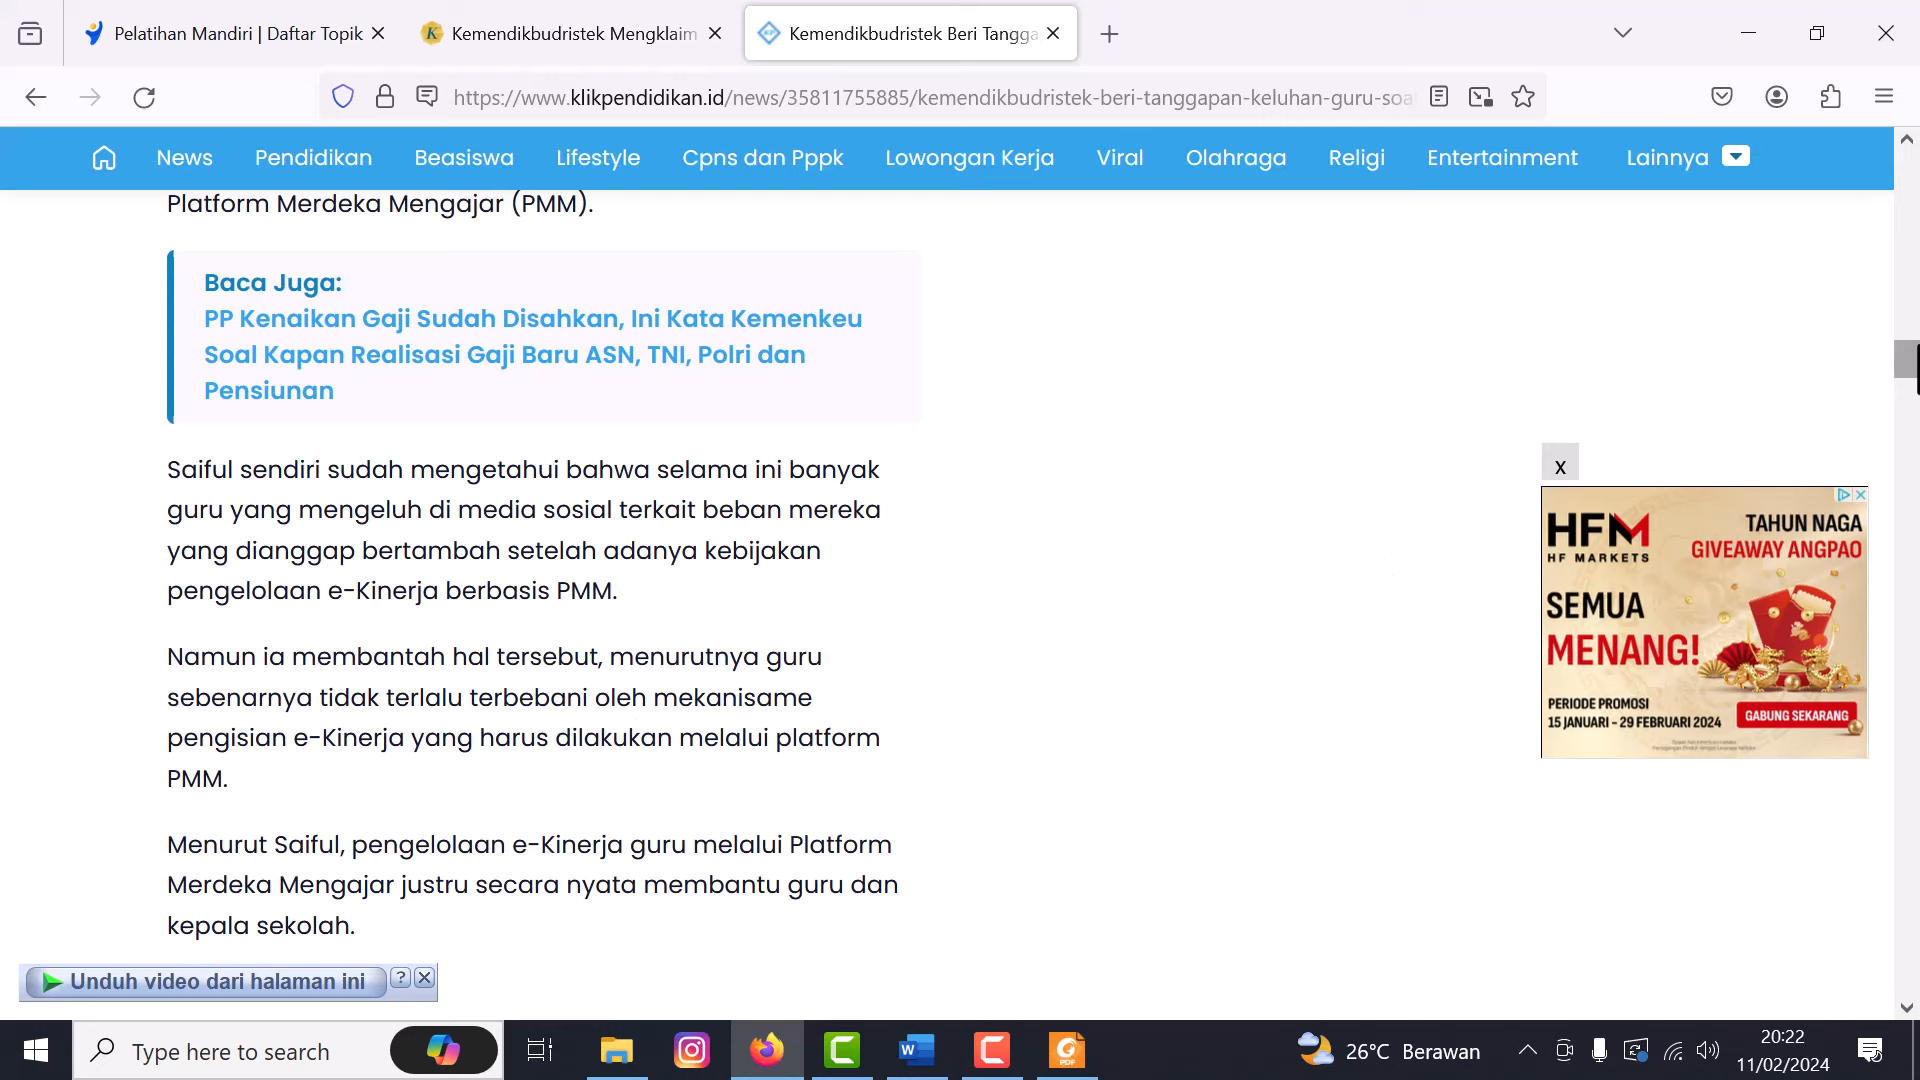 Pelatihan Mandiri | Daftar Topik
Kemendikbudristek Mengklaim
Kemendikbudristek Beri Tangga
https://www.klikpendidikan.id/news/35811755885/kemendikbudristek-beri-tanggapan-keluhan-guru-soa
News Pendidikan Beasiswa Lifestyle Cpns dan Pppk Lowongan Kerja Viral Olahraga Religi Entertainment Lainnya
Platform Merdeka Mengajar (PMM).
Baca Juga:
PP Kenaikan Gaji Sudah Disahkan, Ini Kata Kemenkeu
Soal Kapan Realisasi Gaji Baru ASN, TNI, Polri dan
Pensiunan
Saiful sendiri sudah mengetahui bahwa selama ini banyak
guru yang mengeluh di media sosial terkait beban mereka
yang dianggap bertambah setelah adanya kebijakan
pengelolaan e-Kinerja berbasis PMM.
Namun ia membantah hal tersebut, menurutnya guru
sebenarnya tidak terlalu terbebani oleh mekanisame
pengisian e-Kinerja yang harus dilakukan melalui platform
PMM.
Menurut Saiful, pengelolaan e-Kinerja guru melalui Platform
Merdeka Mengajar justru secara nyata membantu guru dan
kepala sekolah.
x
HFM
HF MARKETS
TAHUN NAGA
GIVEAWAY ANGPAO
SEMUA
MENANG!
PERIODE PROMOSI
15 JANUARI - 29 FEBRUARI 2024
GABUNG SEKARANG
Unduh video dari halaman ini
?
Type here to search
26°C Berawan
20:22
11/02/2024